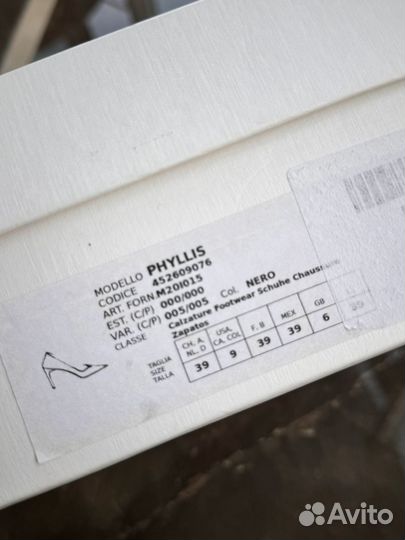 MODELLO PHYLLIS
CODICE 452609076
ART. FORN. M20I015
EST. (C/P) 000/000
VAR. (C/P) 005/005 Col. NERO
CLASSE Calzature Footwear Schuhe Chaussure
Zapatos
TAGLIA
SIZE
TALLA
CH, A, NL, D
USA, CA, COL
F, B
MEX
GB
39 9 39 39 6
Avito